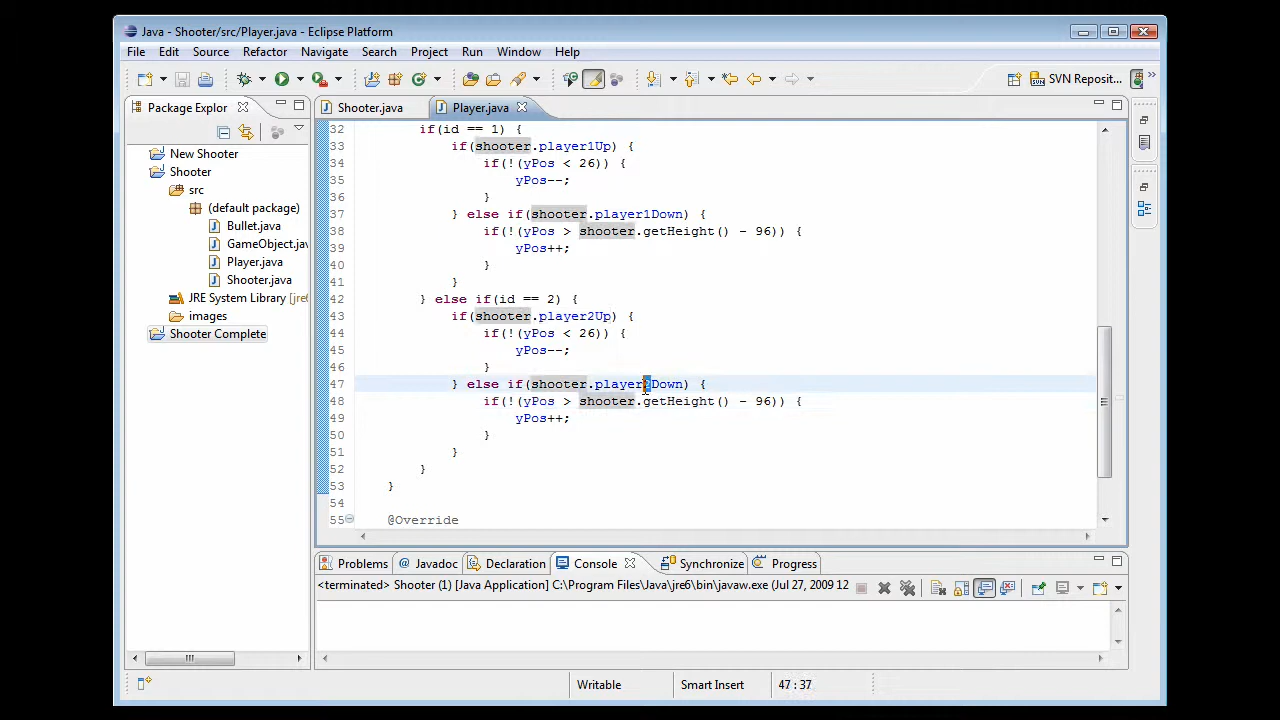 Java - Shooter/src/Player.java - Eclipse Platform
File Edit Source Refactor Navigate Search Project Run Window Help
SVN Reposit...
Package Explor
Shooter.java
Player.java
New Shooter
Shooter
src
(default package)
Bullet.java
GameObject.jav
Player.java
Shooter.java
JRE System Library [jre6
images
Shooter Complete
32 if(id == 1) {
33 if(shooter.player1Up) {
34 if(!(yPos < 26)) {
35 yPos--;
36 }
37 } else if(shooter.player1Down) {
38 if(!(yPos > shooter.getHeight() - 96)) {
39 yPos++;
40 }
41 }
42 } else if(id == 2) {
43 if(shooter.player2Up) {
44 if(!(yPos < 26)) {
45 yPos--;
46 }
47 } else if(shooter.player2Down) {
48 if(!(yPos > shooter.getHeight() - 96)) {
49 yPos++;
50 }
51 }
52 }
53 }
54
55 @Override
Problems Javadoc Declaration Console Synchronize Progress
<terminated> Shooter (1) [Java Application] C:\Program Files\Java\jre6\bin\javaw.exe (Jul 27, 2009 12
Writable Smart Insert 47 : 37